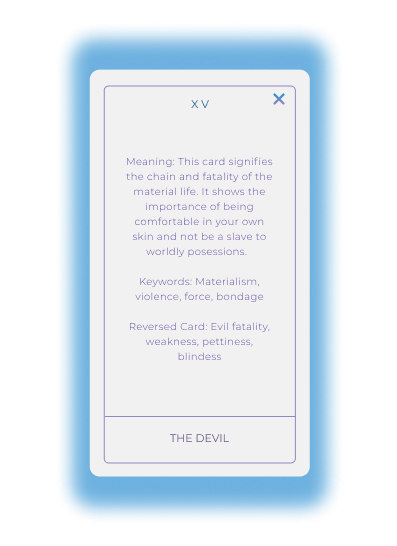 XV
Meaning: This card signifies
the chain and fatality of the
material life. It shows the
importance of being
comfortable in your own
skin and not be a slave to
worldly posessions.
Keywords: Materialism,
violence, force, bondage
Reversed Card: Evil fatality,
weakness, pettiness,
blindess
THE DEVIL